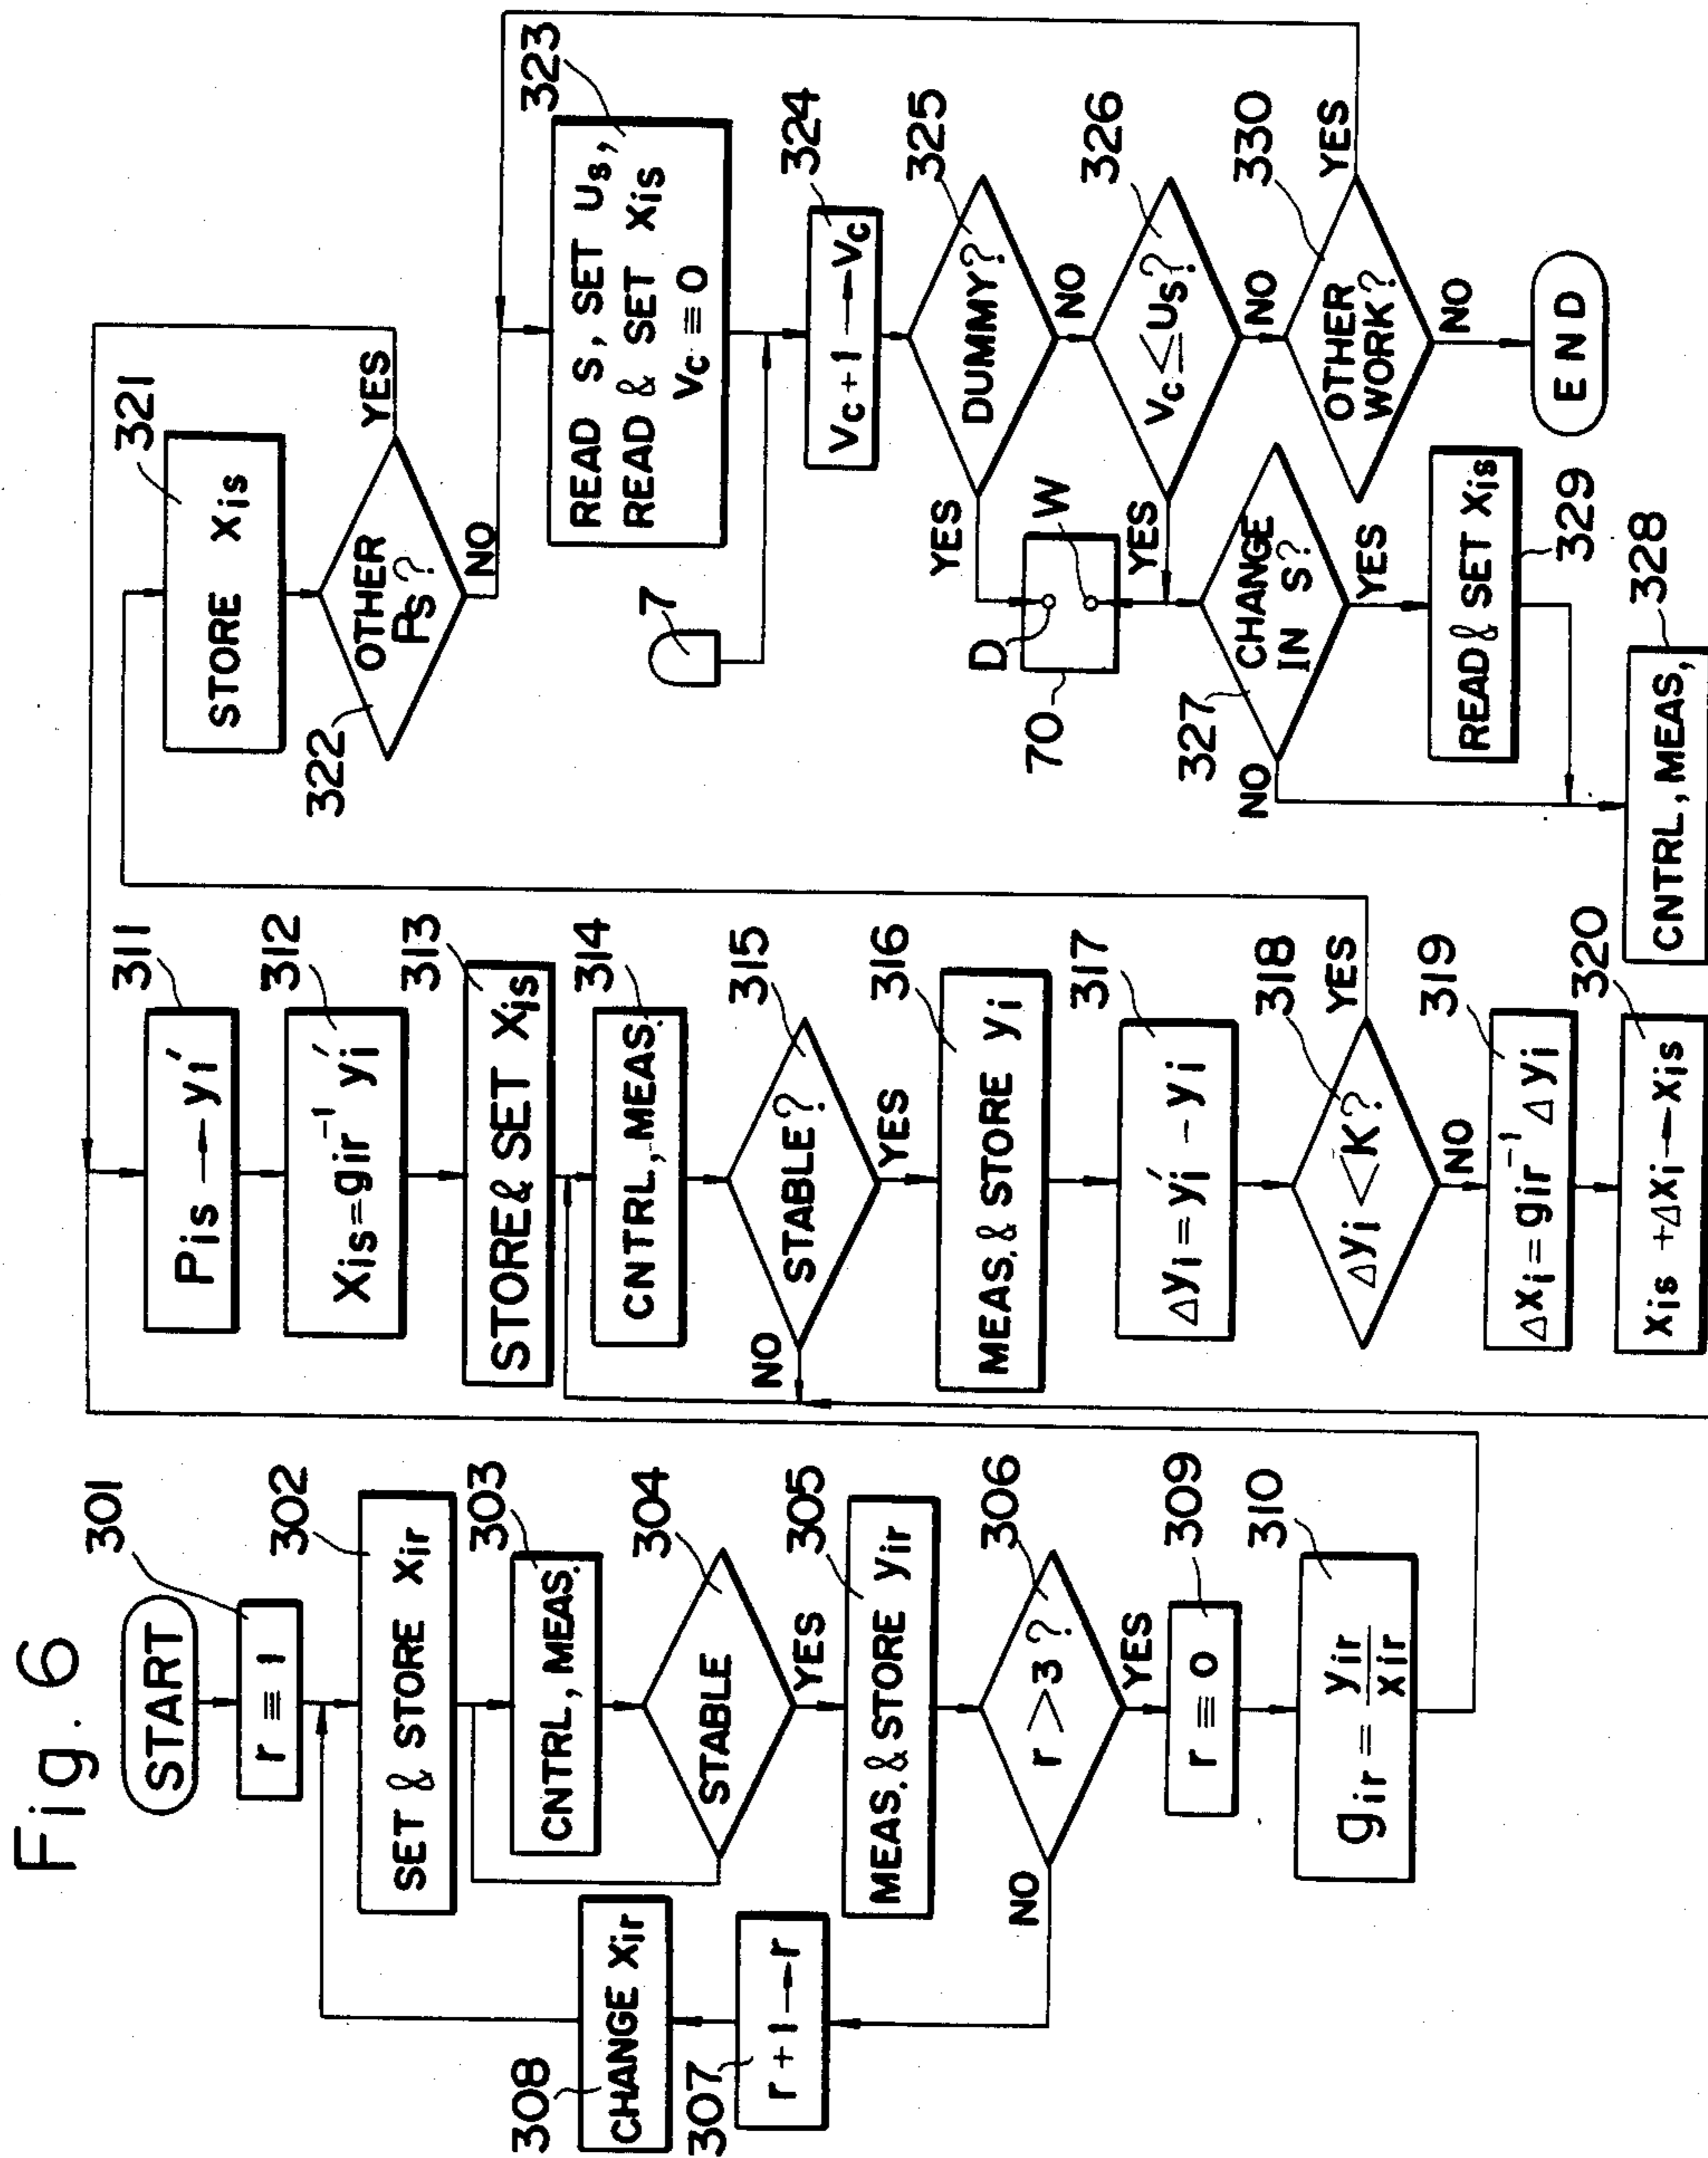 Fig. 6
START
301
r ≡ 1
302
SET & STORE Xir
303
CNTRL, MEAS.
304
STABLE
YES
305
MEAS. & STORE yir
306
r > 3 ?
NO
YES
307
r + 1 → r
308
CHANGE Xir
309
r ≡ 0
310
gir = yir / xir
311
Pis → yi′
312
Xis = gir⁻¹ yi′
313
STORE & SET Xis
314
CNTRL, MEAS.
315
STABLE ?
NO
YES
316
MEAS. & STORE yi
317
Δyi = yi′ − yi
318
Δyi < K ?
YES
NO
319
Δxi = gir⁻¹ Δyi
320
Xis + ΔXi → Xis
321
STORE Xis
322
OTHER
Ps ?
YES
NO
323
READ S, SET Us,
READ & SET Xis
Vc ≡ 0
7
324
Vc + 1 → Vc
325
DUMMY ?
YES
NO
326
Vc ≤ Us ?
YES
NO
D
W
70
327
CHANGE
IN S ?
NO
YES
329
READ & SET Xis
328
CNTRL, MEAS,
330
OTHER
WORK ?
YES
NO
END